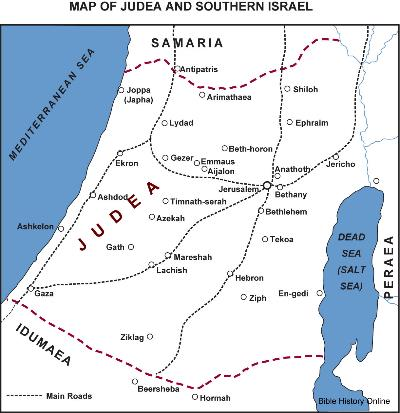 MAP OF JUDEA AND SOUTHERN ISRAEL
SAMARIA
MEDITERRANEAN SEA
Antipatris
Joppa
(Japha)
Arimathaea
Shiloh
Lydad
Ephraim
Ekron
Gezer
Beth-horon
Emmaus
Aijalon
Anathoth
Jericho
Jerusalem
Bethany
JUDEA
Ashdod
Timnath-serah
Azekah
Bethlehem
Ashkelon
Gath
Tekoa
Mareshah
Lachish
DEAD
SEA
(SALT
SEA)
PERAEA
Hebron
Gaza
Ziph
En-gedi
IDUMAEA
Ziklag
Beersheba
Hormah
Main Roads
Bible History Online